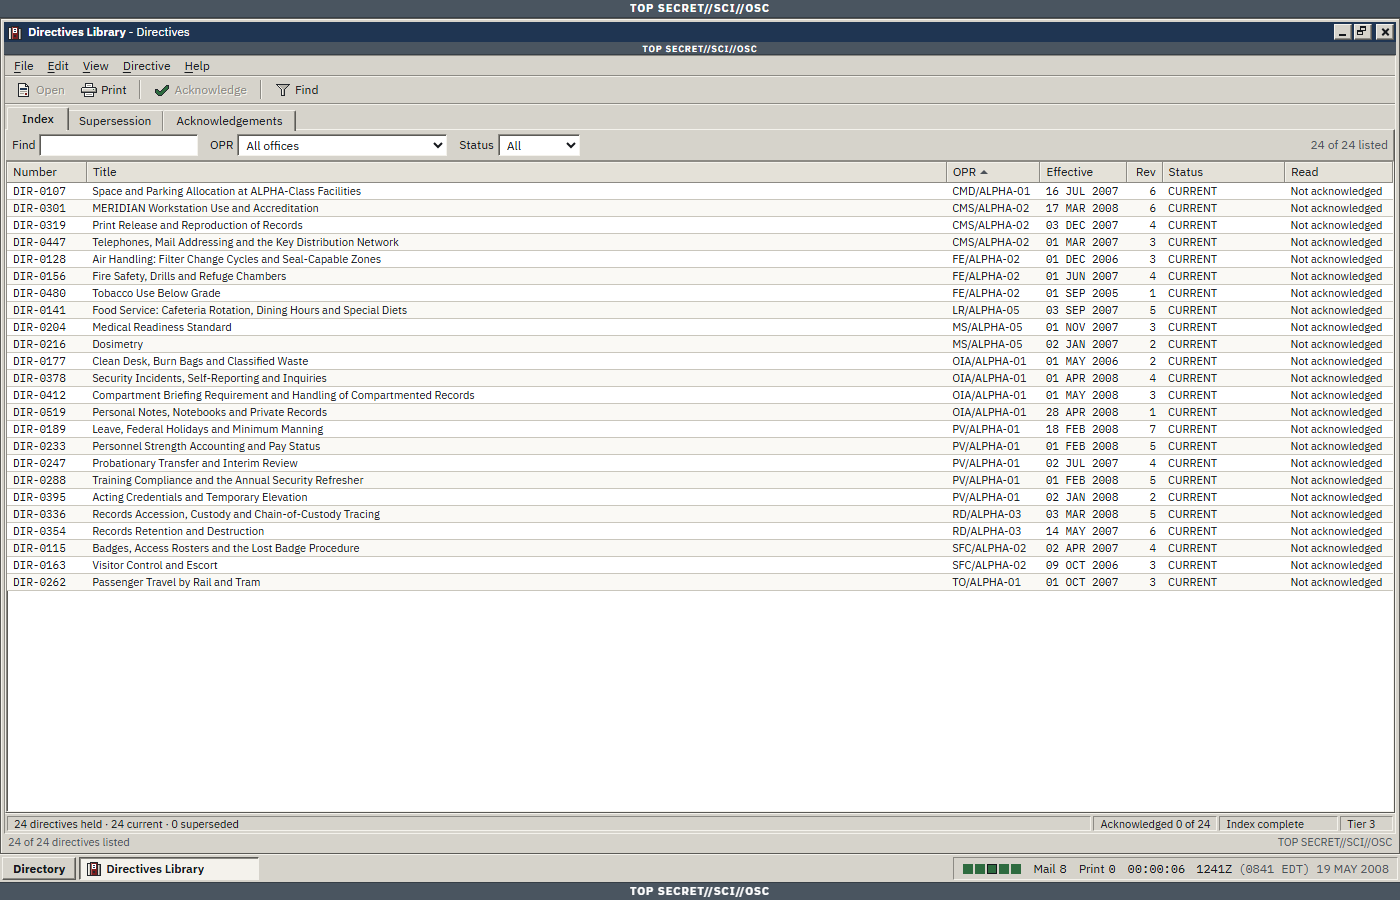 TOP SECRET//SCI//OSC
Directives Library - Directives
TOP SECRET//SCI//OSC
File Edit View Directive Help
Open Print Acknowledge Find
Index Supersession Acknowledgements
Find OPR All offices Status All 24 of 24 listed
Number Title OPR Effective Rev Status Read
DIR-0107 Space and Parking Allocation at ALPHA-Class Facilities CMD/ALPHA-01 16 JUL 2007 6 CURRENT Not acknowledged
DIR-0301 MERIDIAN Workstation Use and Accreditation CMS/ALPHA-02 17 MAR 2008 6 CURRENT Not acknowledged
DIR-0319 Print Release and Reproduction of Records CMS/ALPHA-02 03 DEC 2007 4 CURRENT Not acknowledged
DIR-0447 Telephones, Mail Addressing and the Key Distribution Network CMS/ALPHA-02 01 MAR 2007 3 CURRENT Not acknowledged
DIR-0128 Air Handling: Filter Change Cycles and Seal-Capable Zones FE/ALPHA-02 01 DEC 2006 3 CURRENT Not acknowledged
DIR-0156 Fire Safety, Drills and Refuge Chambers FE/ALPHA-02 01 JUN 2007 4 CURRENT Not acknowledged
DIR-0480 Tobacco Use Below Grade FE/ALPHA-02 01 SEP 2005 1 CURRENT Not acknowledged
DIR-0141 Food Service: Cafeteria Rotation, Dining Hours and Special Diets LR/ALPHA-05 03 SEP 2007 5 CURRENT Not acknowledged
DIR-0204 Medical Readiness Standard MS/ALPHA-05 01 NOV 2007 3 CURRENT Not acknowledged
DIR-0216 Dosimetry MS/ALPHA-05 02 JAN 2007 2 CURRENT Not acknowledged
DIR-0177 Clean Desk, Burn Bags and Classified Waste OIA/ALPHA-01 01 MAY 2006 2 CURRENT Not acknowledged
DIR-0378 Security Incidents, Self-Reporting and Inquiries OIA/ALPHA-01 01 APR 2008 4 CURRENT Not acknowledged
DIR-0412 Compartment Briefing Requirement and Handling of Compartmented Records OIA/ALPHA-01 01 MAY 2008 3 CURRENT Not acknowledged
DIR-0519 Personal Notes, Notebooks and Private Records OIA/ALPHA-01 28 APR 2008 1 CURRENT Not acknowledged
DIR-0189 Leave, Federal Holidays and Minimum Manning PV/ALPHA-01 18 FEB 2008 7 CURRENT Not acknowledged
DIR-0233 Personnel Strength Accounting and Pay Status PV/ALPHA-01 01 FEB 2008 5 CURRENT Not acknowledged
DIR-0247 Probationary Transfer and Interim Review PV/ALPHA-01 02 JUL 2007 4 CURRENT Not acknowledged
DIR-0288 Training Compliance and the Annual Security Refresher PV/ALPHA-01 01 FEB 2008 5 CURRENT Not acknowledged
DIR-0395 Acting Credentials and Temporary Elevation PV/ALPHA-01 02 JAN 2008 2 CURRENT Not acknowledged
DIR-0336 Records Accession, Custody and Chain-of-Custody Tracing RD/ALPHA-03 03 MAR 2008 5 CURRENT Not acknowledged
DIR-0354 Records Retention and Destruction RD/ALPHA-03 14 MAY 2007 6 CURRENT Not acknowledged
DIR-0115 Badges, Access Rosters and the Lost Badge Procedure SFC/ALPHA-02 02 APR 2007 4 CURRENT Not acknowledged
DIR-0163 Visitor Control and Escort SFC/ALPHA-02 09 OCT 2006 3 CURRENT Not acknowledged
DIR-0262 Passenger Travel by Rail and Tram TO/ALPHA-01 01 OCT 2007 3 CURRENT Not acknowledged
24 directives held · 24 current · 0 superseded Acknowledged 0 of 24 Index complete Tier 3
24 of 24 directives listed TOP SECRET//SCI//OSC
Directory Directives Library Mail 8 Print 0 00:00:06 1241Z (0841 EDT) 19 MAY 2008
TOP SECRET//SCI//OSC